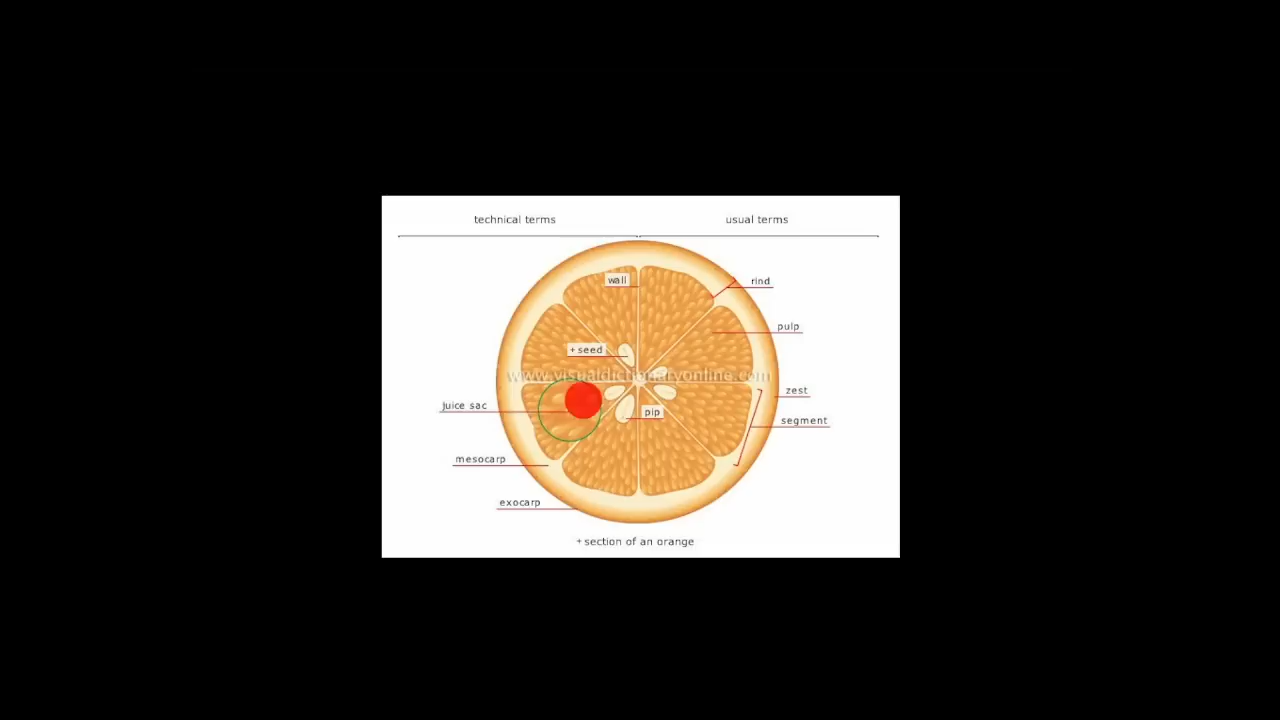 technical terms
usual terms
wall
rind
pulp
+ seed
www.visualdictionaryonline.com
zest
juice sac
pip
segment
mesocarp
exocarp
+ section of an orange